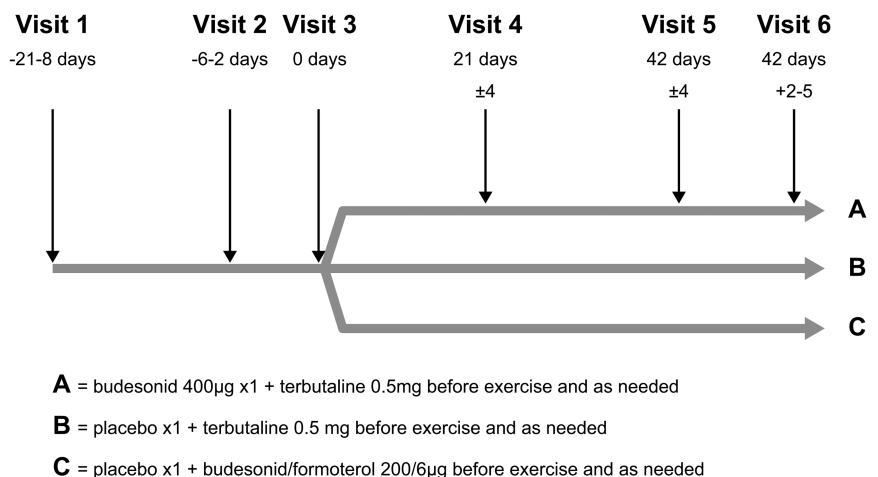 Visit 1 Visit 2 Visit 3 Visit 4 Visit 5 Visit 6
-21-8 days -6-2 days 0 days 21 days 42 days 42 days
±4 ±4 +2-5
A
B
C
A = budesonid 400µg x1 + terbutaline 0.5mg before exercise and as needed
B = placebo x1 + terbutaline 0.5 mg before exercise and as needed
C = placebo x1 + budesonid/formoterol 200/6µg before exercise and as needed